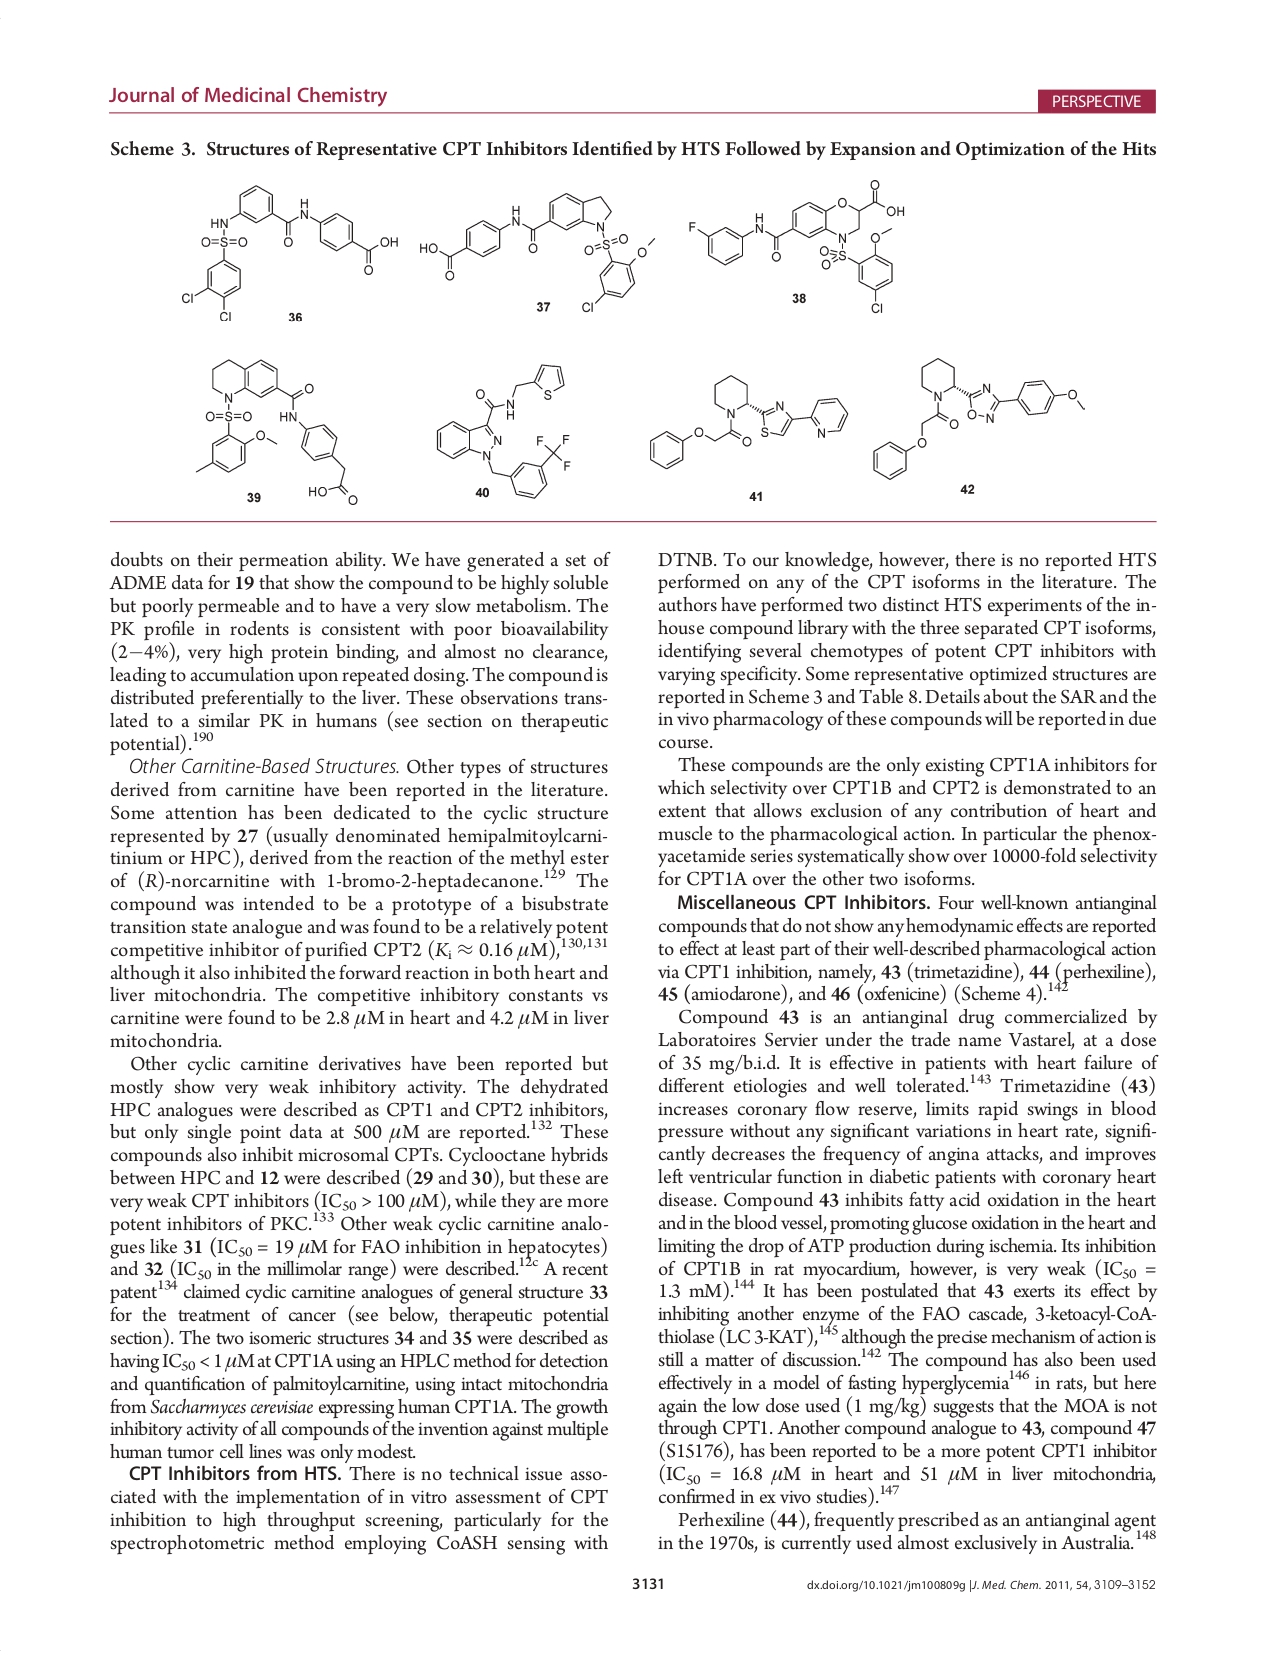 Journal of Medicinal Chemistry
PERSPECTIVE
Scheme 3. Structures of Representative CPT Inhibitors Identified by HTS Followed by Expansion and Optimization of the Hits
HN
O=S=O
Cl
Cl
O
H
N
OH
O
36
HO
O
H
N
O
N
O
S
O
O
Cl
37
F
H
N
O
O
O
OH
N
O
S
O
O
Cl
38
N
O=S=O
O
O
HN
HO
O
39
O
N
H
S
N
N
F
F
F
40
O
N
O
N
S
N
41
N
O
O
N
O
N
O
42
doubts on their permeation ability. We have generated a set of
ADME data for 19 that show the compound to be highly soluble
but poorly permeable and to have a very slow metabolism. The
PK profile in rodents is consistent with poor bioavailability
(2−4%), very high protein binding, and almost no clearance,
leading to accumulation upon repeated dosing. The compound is
distributed preferentially to the liver. These observations trans-
lated to a similar PK in humans (see section on therapeutic
potential).190
Other Carnitine-Based Structures. Other types of structures
derived from carnitine have been reported in the literature.
Some attention has been dedicated to the cyclic structure
represented by 27 (usually denominated hemipalmitoylcarni-
tinium or HPC), derived from the reaction of the methyl ester
of (R)-norcarnitine with 1-bromo-2-heptadecanone.129 The
compound was intended to be a prototype of a bisubstrate
transition state analogue and was found to be a relatively potent
competitive inhibitor of purified CPT2 (Ki ≈ 0.16 μM),130,131
although it also inhibited the forward reaction in both heart and
liver mitochondria. The competitive inhibitory constants vs
carnitine were found to be 2.8 μM in heart and 4.2 μM in liver
mitochondria.
Other cyclic carnitine derivatives have been reported but
mostly show very weak inhibitory activity. The dehydrated
HPC analogues were described as CPT1 and CPT2 inhibitors,
but only single point data at 500 μM are reported.132 These
compounds also inhibit microsomal CPTs. Cyclooctane hybrids
between HPC and 12 were described (29 and 30), but these are
very weak CPT inhibitors (IC50 > 100 μM), while they are more
potent inhibitors of PKC.133 Other weak cyclic carnitine analo-
gues like 31 (IC50 = 19 μM for FAO inhibition in hepatocytes)
and 32 (IC50 in the millimolar range) were described.12c A recent
patent134 claimed cyclic carnitine analogues of general structure 33
for the treatment of cancer (see below, therapeutic potential
section). The two isomeric structures 34 and 35 were described as
having IC50 < 1 μM at CPT1A using an HPLC method for detection
and quantification of palmitoylcarnitine, using intact mitochondria
from Saccharmyces cerevisiae expressing human CPT1A. The growth
inhibitory activity of all compounds of the invention against multiple
human tumor cell lines was only modest.
CPT Inhibitors from HTS. There is no technical issue asso-
ciated with the implementation of in vitro assessment of CPT
inhibition to high throughput screening, particularly for the
spectrophotometric method employing CoASH sensing with
DTNB. To our knowledge, however, there is no reported HTS
performed on any of the CPT isoforms in the literature. The
authors have performed two distinct HTS experiments of the in-
house compound library with the three separated CPT isoforms,
identifying several chemotypes of potent CPT inhibitors with
varying specificity. Some representative optimized structures are
reported in Scheme 3 and Table 8. Details about the SAR and the
in vivo pharmacology of these compounds will be reported in due
course.
These compounds are the only existing CPT1A inhibitors for
which selectivity over CPT1B and CPT2 is demonstrated to an
extent that allows exclusion of any contribution of heart and
muscle to the pharmacological action. In particular the phenox-
yacetamide series systematically show over 10000-fold selectivity
for CPT1A over the other two isoforms.
Miscellaneous CPT Inhibitors. Four well-known antianginal
compounds that do not show any hemodynamic effects are reported
to effect at least part of their well-described pharmacological action
via CPT1 inhibition, namely, 43 (trimetazidine), 44 (perhexiline),
45 (amiodarone), and 46 (oxfenicine) (Scheme 4).142
Compound 43 is an antianginal drug commercialized by
Laboratoires Servier under the trade name Vastarel, at a dose
of 35 mg/b.i.d. It is effective in patients with heart failure of
different etiologies and well tolerated.143 Trimetazidine (43)
increases coronary flow reserve, limits rapid swings in blood
pressure without any significant variations in heart rate, signifi-
cantly decreases the frequency of angina attacks, and improves
left ventricular function in diabetic patients with coronary heart
disease. Compound 43 inhibits fatty acid oxidation in the heart
and in the blood vessel, promoting glucose oxidation in the heart and
limiting the drop of ATP production during ischemia. Its inhibition
of CPT1B in rat myocardium, however, is very weak (IC50 =
1.3 mM).144 It has been postulated that 43 exerts its effect by
inhibiting another enzyme of the FAO cascade, 3-ketoacyl-CoA-
thiolase (LC 3-KAT),145 although the precise mechanism of action is
still a matter of discussion.142 The compound has also been used
effectively in a model of fasting hyperglycemia146 in rats, but here
again the low dose used (1 mg/kg) suggests that the MOA is not
through CPT1. Another compound analogue to 43, compound 47
(S15176), has been reported to be a more potent CPT1 inhibitor
(IC50 = 16.8 μM in heart and 51 μM in liver mitochondria,
confirmed in ex vivo studies).147
Perhexiline (44), frequently prescribed as an antianginal agent
in the 1970s, is currently used almost exclusively in Australia.148
3131
dx.doi.org/10.1021/jm100809g |J. Med. Chem. 2011, 54, 3109–3152